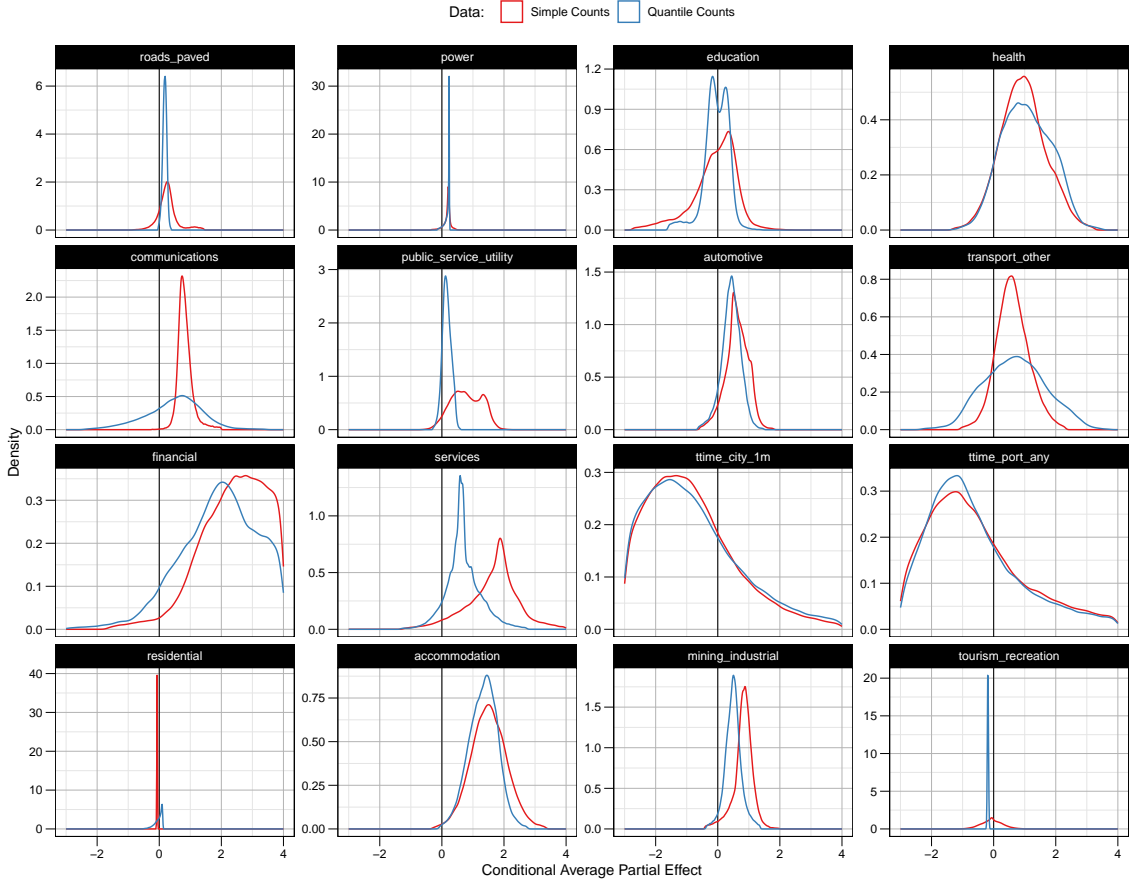 Data: Simple Counts Quantile Counts
roads_paved power education health
6 4 2 0
30 20 10 0
1.2 0.9 0.6 0.3 0.0
0.4 0.2 0.0
communications public_service_utility automotive transport_other
2.0 1.5 1.0 0.5 0.0
3 2 1 0
1.5 1.0 0.5 0.0
0.8 0.6 0.4 0.2 0.0
Density
financial services ttime_city_1m ttime_port_any
0.3 0.2 0.1 0.0
1.0 0.5 0.0
0.3 0.2 0.1 0.0
0.3 0.2 0.1 0.0
residential accommodation mining_industrial tourism_recreation
40 30 20 10 0
0.75 0.50 0.25 0.00
1.5 1.0 0.5 0.0
20 15 10 5 0
−2 0 2 4 −2 0 2 4 −2 0 2 4 −2 0 2 4
Conditional Average Partial Effect